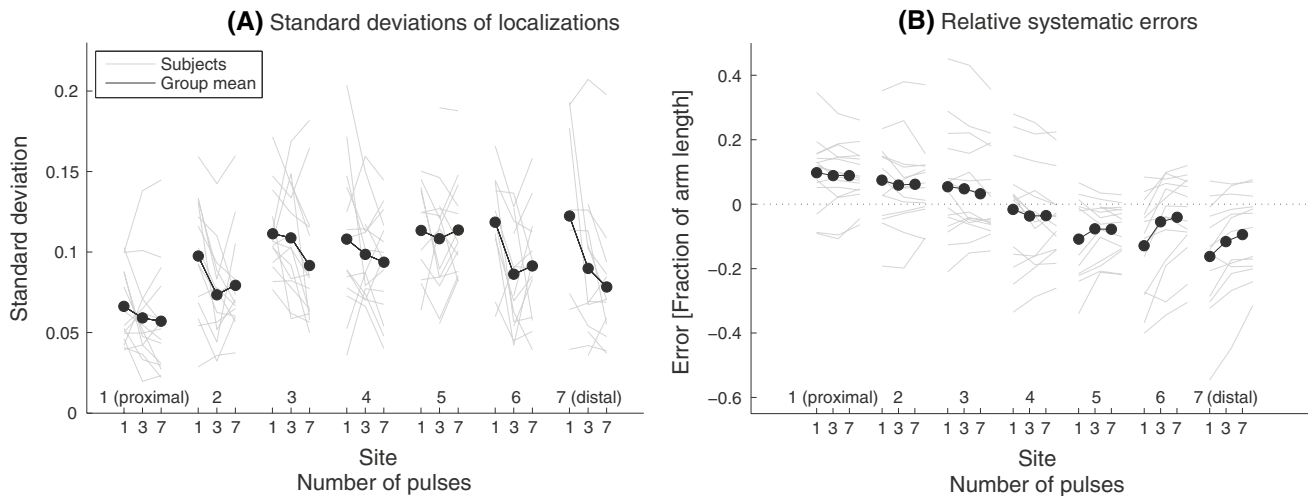 (A) Standard deviations of localizations
Subjects
Group mean
Standard deviation
0.2
0.15
0.1
0.05
0
1 (proximal) 2 3 4 5 6 7 (distal)
1 3 7 1 3 7 1 3 7 1 3 7 1 3 7 1 3 7 1 3 7
Site
Number of pulses
(B) Relative systematic errors
Error [Fraction of arm length]
0.4
0.2
0
−0.2
−0.4
−0.6
1 (proximal) 2 3 4 5 6 7 (distal)
1 3 7 1 3 7 1 3 7 1 3 7 1 3 7 1 3 7 1 3 7
Site
Number of pulses